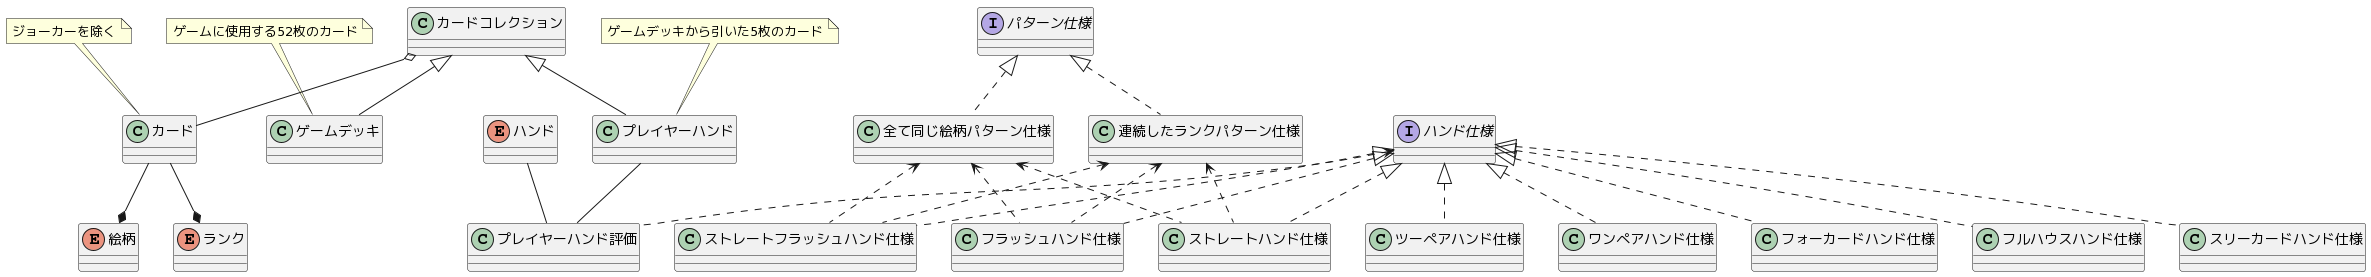 ジョーカーを除く
ゲームに使用する52枚のカード
C カードコレクション
ゲームデッキから引いた5枚のカード
I パターン仕様
C カード
C ゲームデッキ
E ハンド
C プレイヤーハンド
C 全て同じ絵柄パターン仕様
C 連続したランクパターン仕様
I ハンド仕様
E 絵柄
E ランク
C プレイヤーハンド評価
C ストレートフラッシュハンド仕様
C フラッシュハンド仕様
C ストレートハンド仕様
C ツーペアハンド仕様
C ワンペアハンド仕様
C フォーカードハンド仕様
C フルハウスハンド仕様
C スリーカードハンド仕様